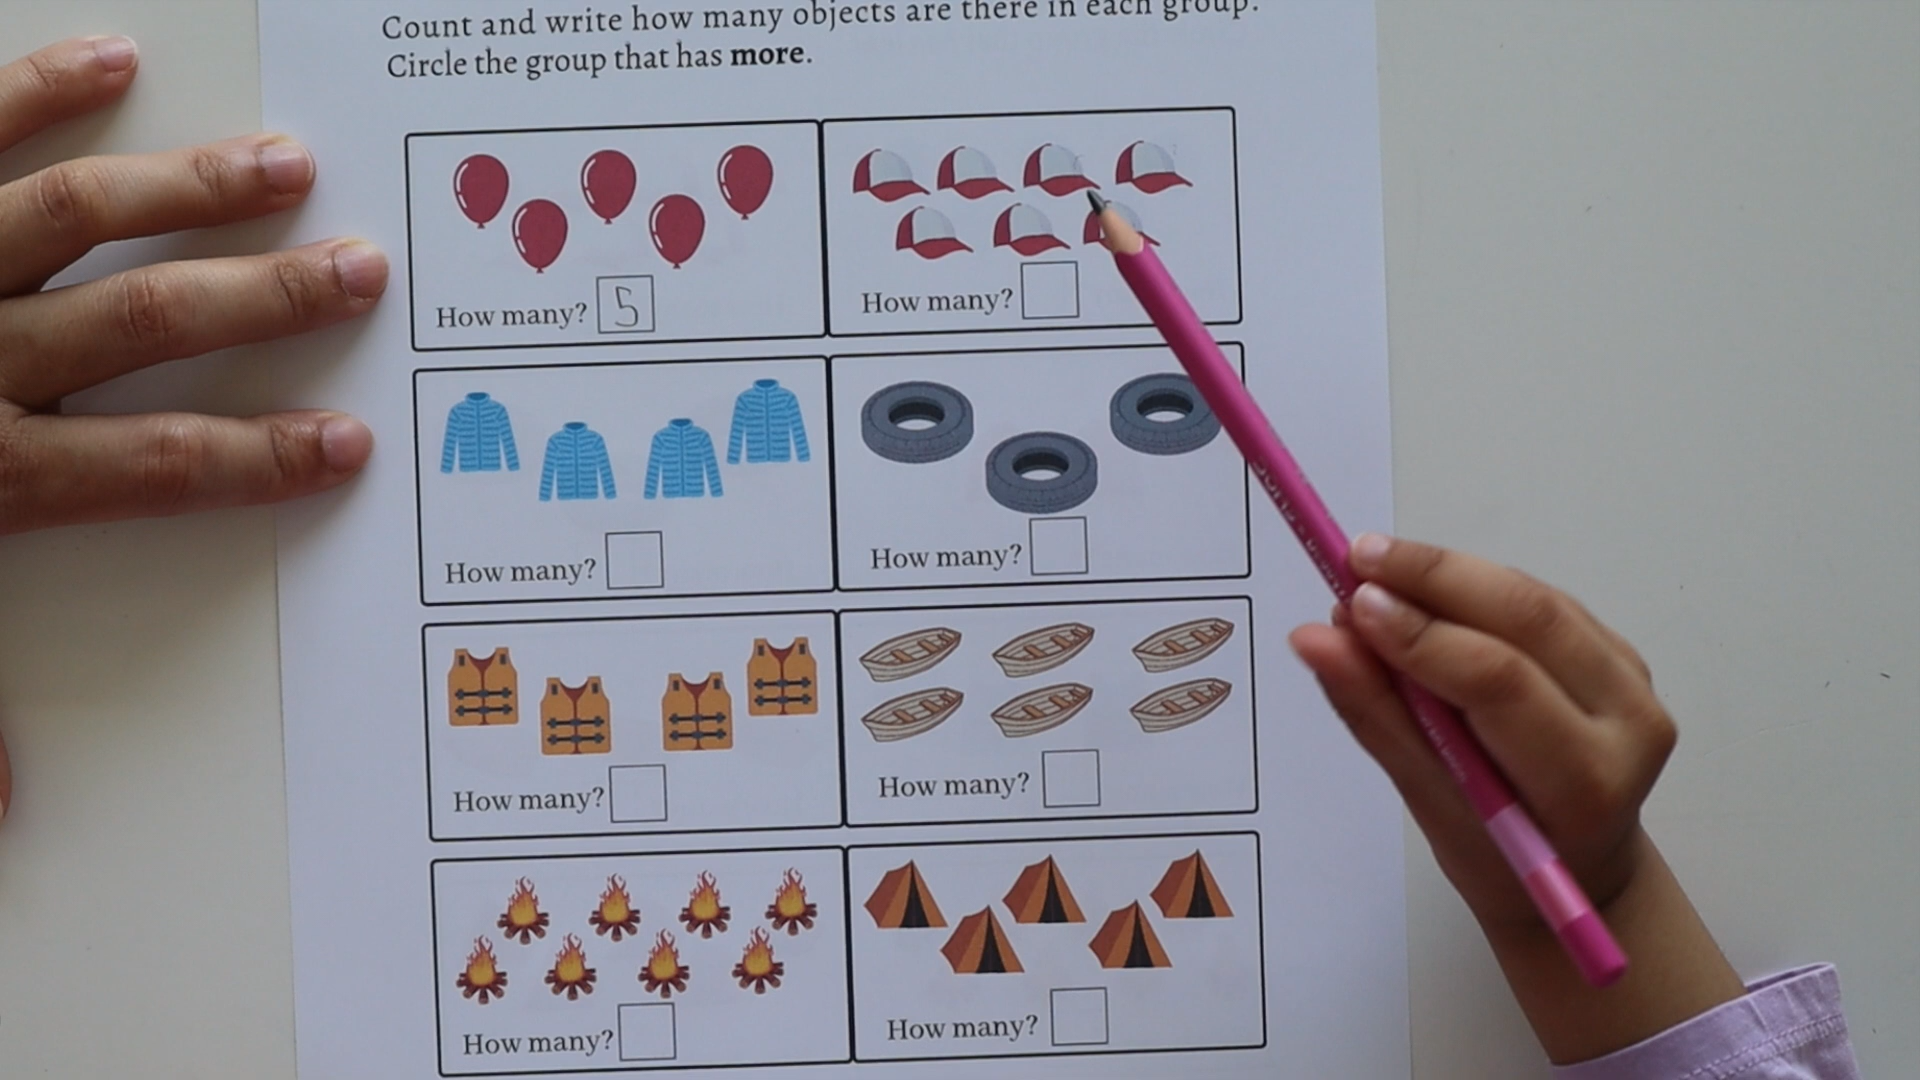 Count and write how many objects are there in each group.
Circle the group that has more.
How many? 5
How many?
How many?
How many?
How many?
How many?
How many?
How many?